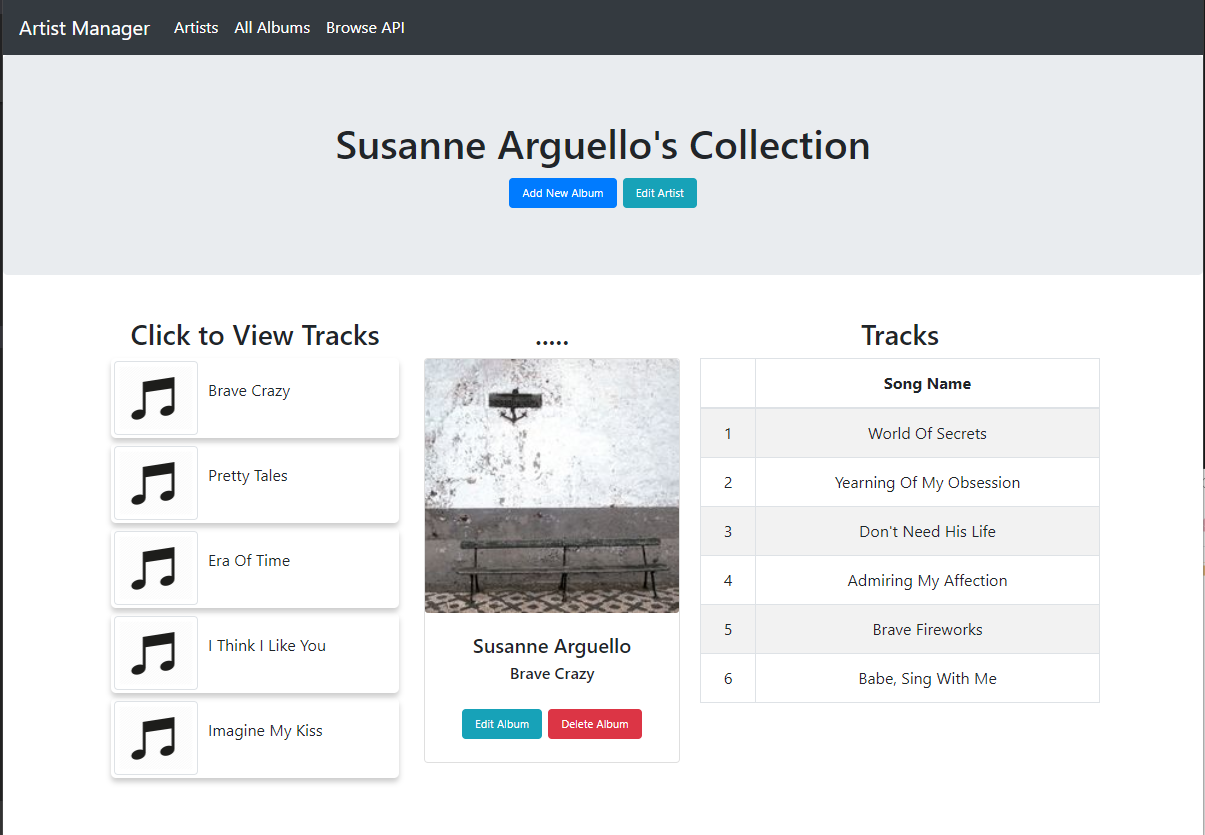 Artist Manager Artists All Albums Browse API
Susanne Arguello's Collection
Add New Album Edit Artist
Click to View Tracks
Brave Crazy
Pretty Tales
Era Of Time
I Think I Like You
Imagine My Kiss
.....
Susanne Arguello
Brave Crazy
Edit Album Delete Album
Tracks
Song Name
1 World Of Secrets
2 Yearning Of My Obsession
3 Don't Need His Life
4 Admiring My Affection
5 Brave Fireworks
6 Babe, Sing With Me